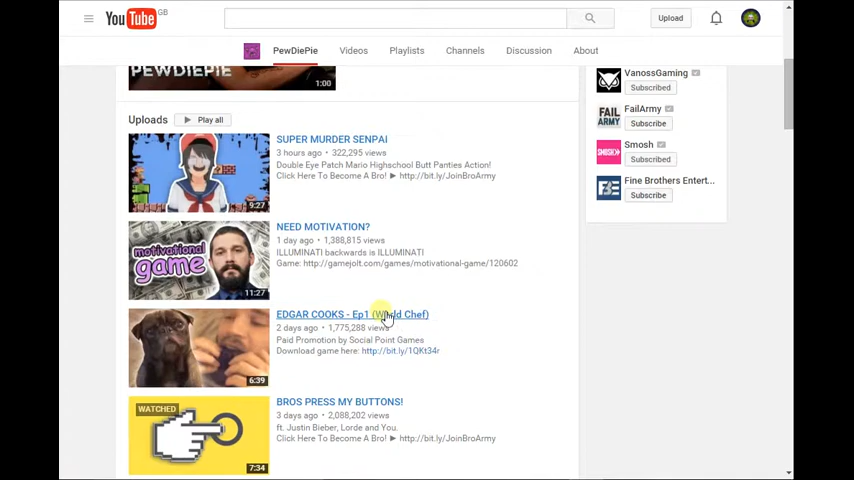 YouTube GB
Upload
PewDiePie
Videos
Playlists
Channels
Discussion
About
PEWDIEPIE
1:00
Uploads
Play all
SUPER MURDER SENPAI
3 hours ago • 322,295 views
Double Eye Patch Mario Highschool Butt Panties Action!
Click Here To Become A Bro! ► http://bit.ly/JoinBroArmy
9:27
NEED MOTIVATION?
1 day ago • 1,388,815 views
ILLUMINATI backwards is ILLUMINATI
Game: http://gamejolt.com/games/motivational-game/120602
motivational
game
11:27
EDGAR COOKS - Ep1 (World Chef)
2 days ago • 1,775,288 views
Paid Promotion by Social Point Games
Download game here: http://bit.ly/1QKt34r
6:39
WATCHED
BROS PRESS MY BUTTONS!
3 days ago • 2,088,202 views
ft. Justin Bieber, Lorde and You.
Click Here To Become A Bro! ► http://bit.ly/JoinBroArmy
7:34
VanossGaming
Subscribed
FAIL
ARMY
FailArmy
Subscribe
SMOSH
Smosh
Subscribed
Fine Brothers Entert...
Subscribe